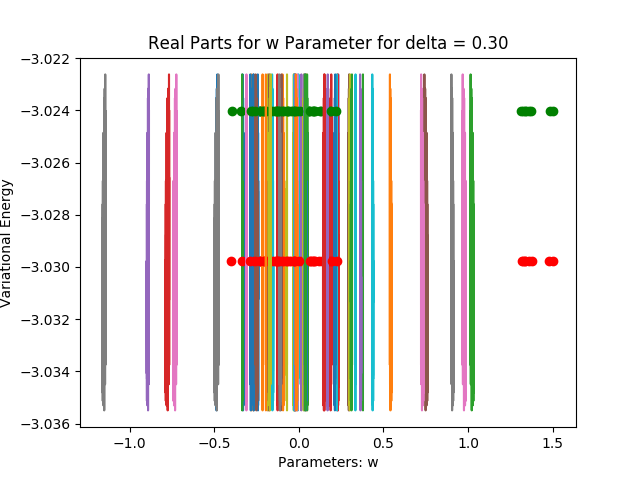 Real Parts for w Parameter for delta = 0.30
Variational Energy
−3.022
−3.024
−3.026
−3.028
−3.030
−3.032
−3.034
−3.036
−1.0 −0.5 0.0 0.5 1.0 1.5
Parameters: w